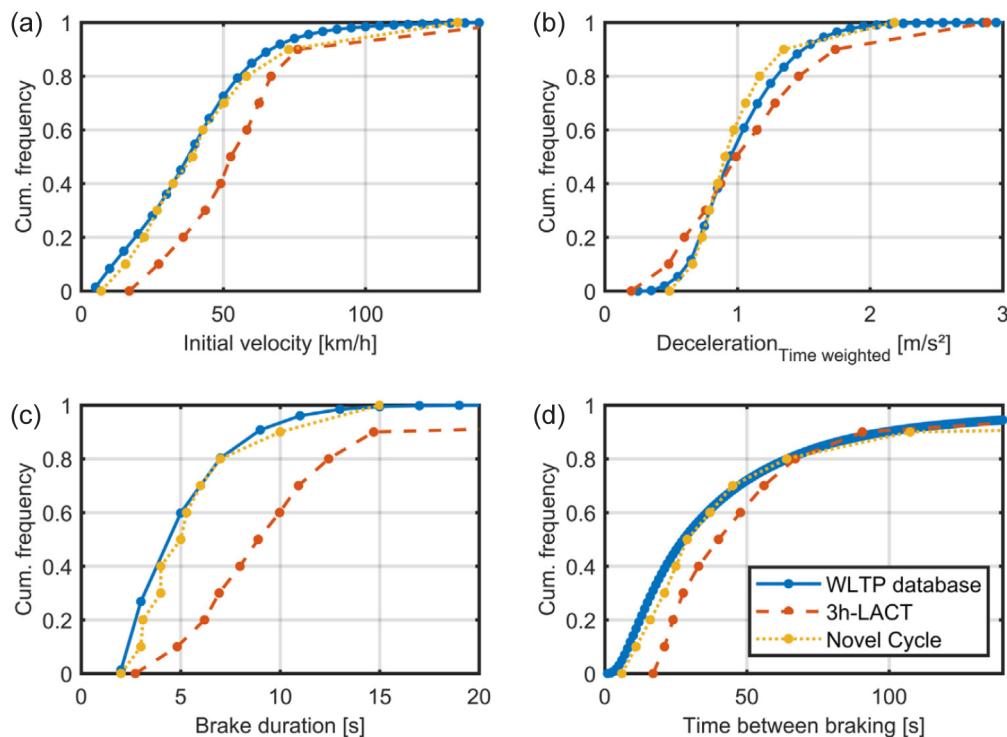 (a)
1
0.8
0.6
0.4
0.2
0
Cum. frequency
0 50 100
Initial velocity [km/h]
(b)
1
0.8
0.6
0.4
0.2
0
Cum. frequency
0 1 2 3
Deceleration Time weighted [m/s²]
(c)
1
0.8
0.6
0.4
0.2
0
Cum. frequency
0 5 10 15 20
Brake duration [s]
(d)
1
0.8
0.6
0.4
0.2
0
Cum. frequency
WLTP database
3h-LACT
Novel Cycle
0 50 100
Time between braking [s]